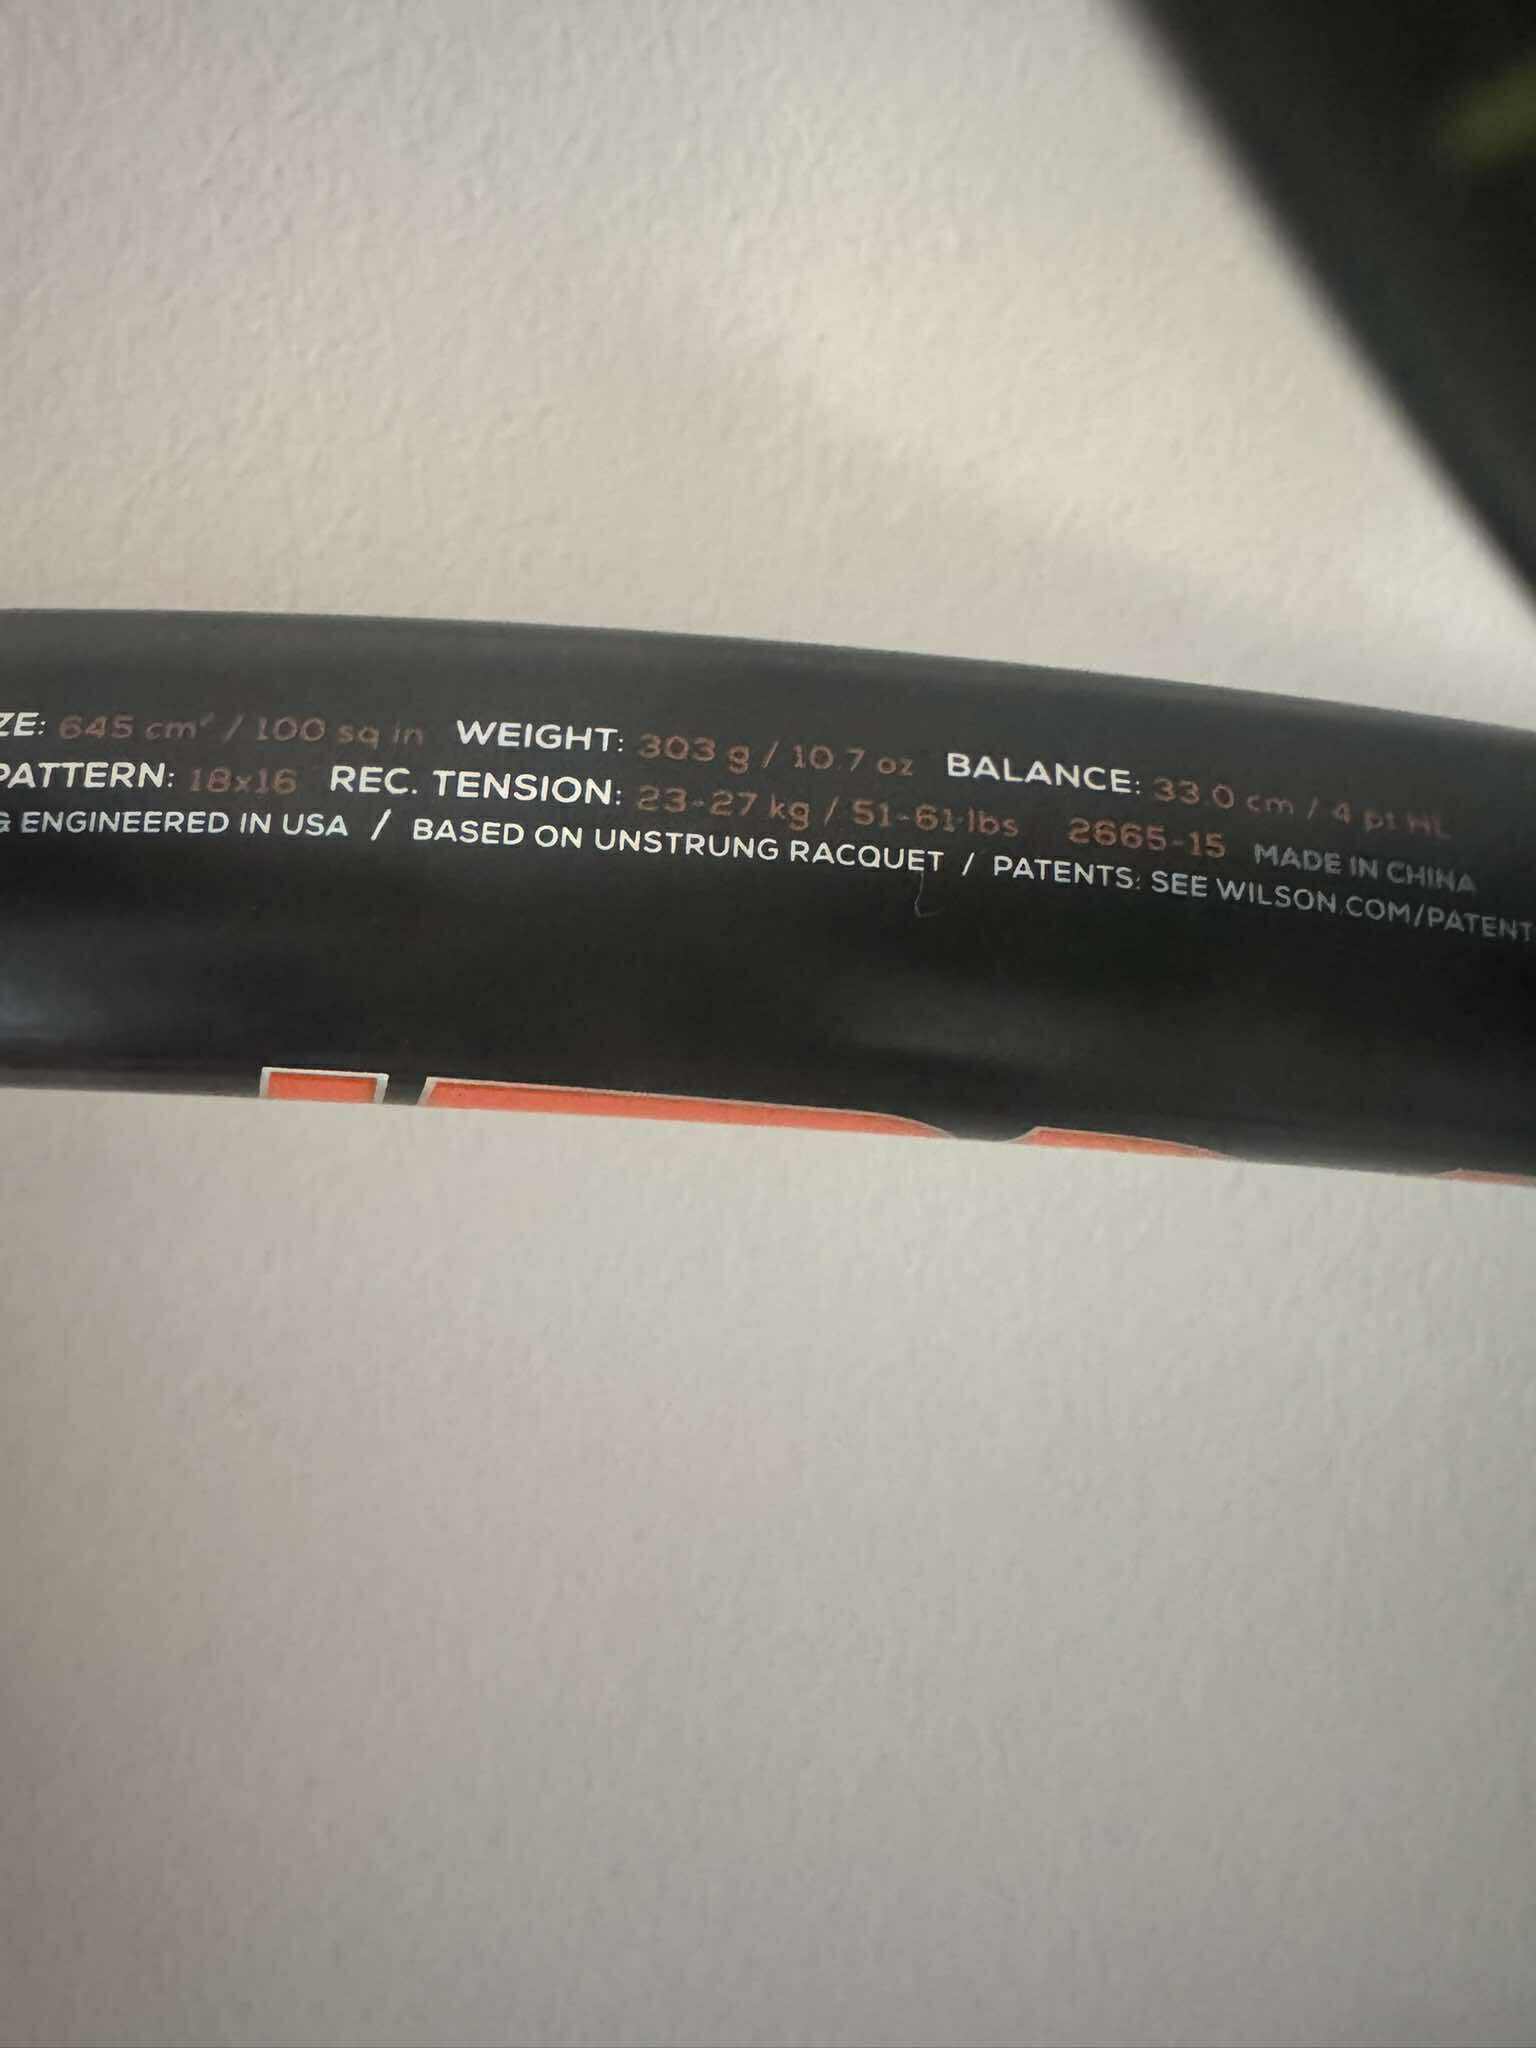 ZE: 645 cm² / 100 sq in WEIGHT: 303 g / 10.7 oz BALANCE: 33.0 cm / 4 pt HL
PATTERN: 18x16 REC. TENSION: 23-27 kg / 51-61 lbs 2665-15 MADE IN CHINA
& ENGINEERED IN USA / BASED ON UNSTRUNG RACQUET / PATENTS: SEE WILSON.COM/PATENT